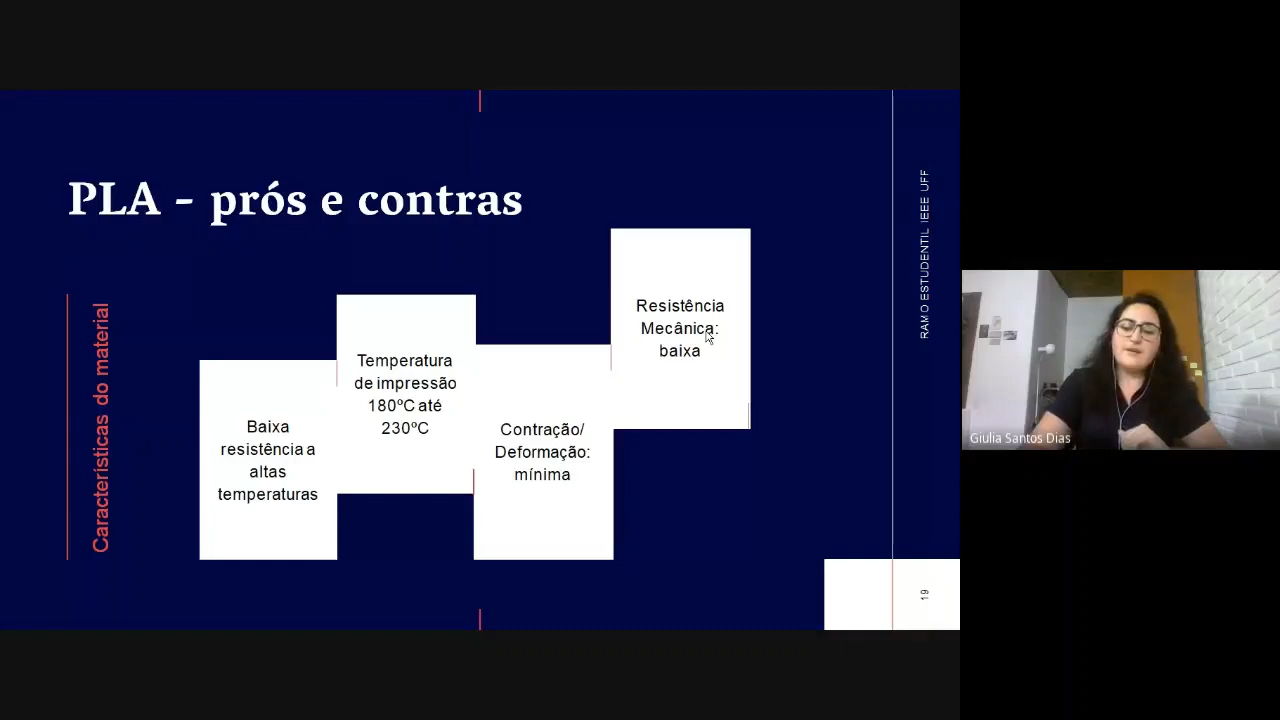 PLA - prós e contras
Características do material
Baixa
resistência a
altas
temperaturas
Temperatura
de impressão
180ºC até
230ºC
Contração/
Deformação:
mínima
Resistência
Mecânica:
baixa
RAMO ESTUDENTIL IEEE UFF
19
Giulia Santos Dias